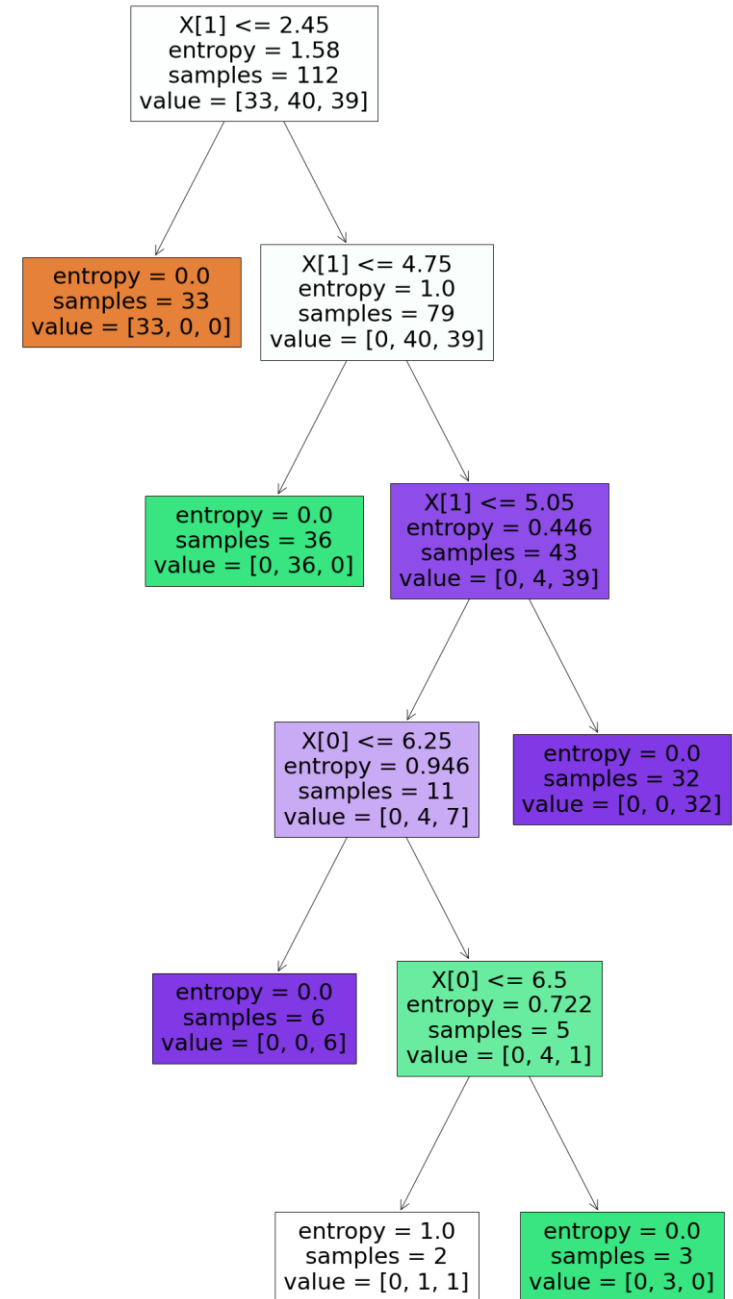 X[1] <= 2.45
entropy = 1.58
samples = 112
value = [33, 40, 39]
entropy = 0.0
samples = 33
value = [33, 0, 0]
X[1] <= 4.75
entropy = 1.0
samples = 79
value = [0, 40, 39]
entropy = 0.0
samples = 36
value = [0, 36, 0]
X[1] <= 5.05
entropy = 0.446
samples = 43
value = [0, 4, 39]
X[0] <= 6.25
entropy = 0.946
samples = 11
value = [0, 4, 7]
entropy = 0.0
samples = 32
value = [0, 0, 32]
entropy = 0.0
samples = 6
value = [0, 0, 6]
X[0] <= 6.5
entropy = 0.722
samples = 5
value = [0, 4, 1]
entropy = 1.0
samples = 2
value = [0, 1, 1]
entropy = 0.0
samples = 3
value = [0, 3, 0]